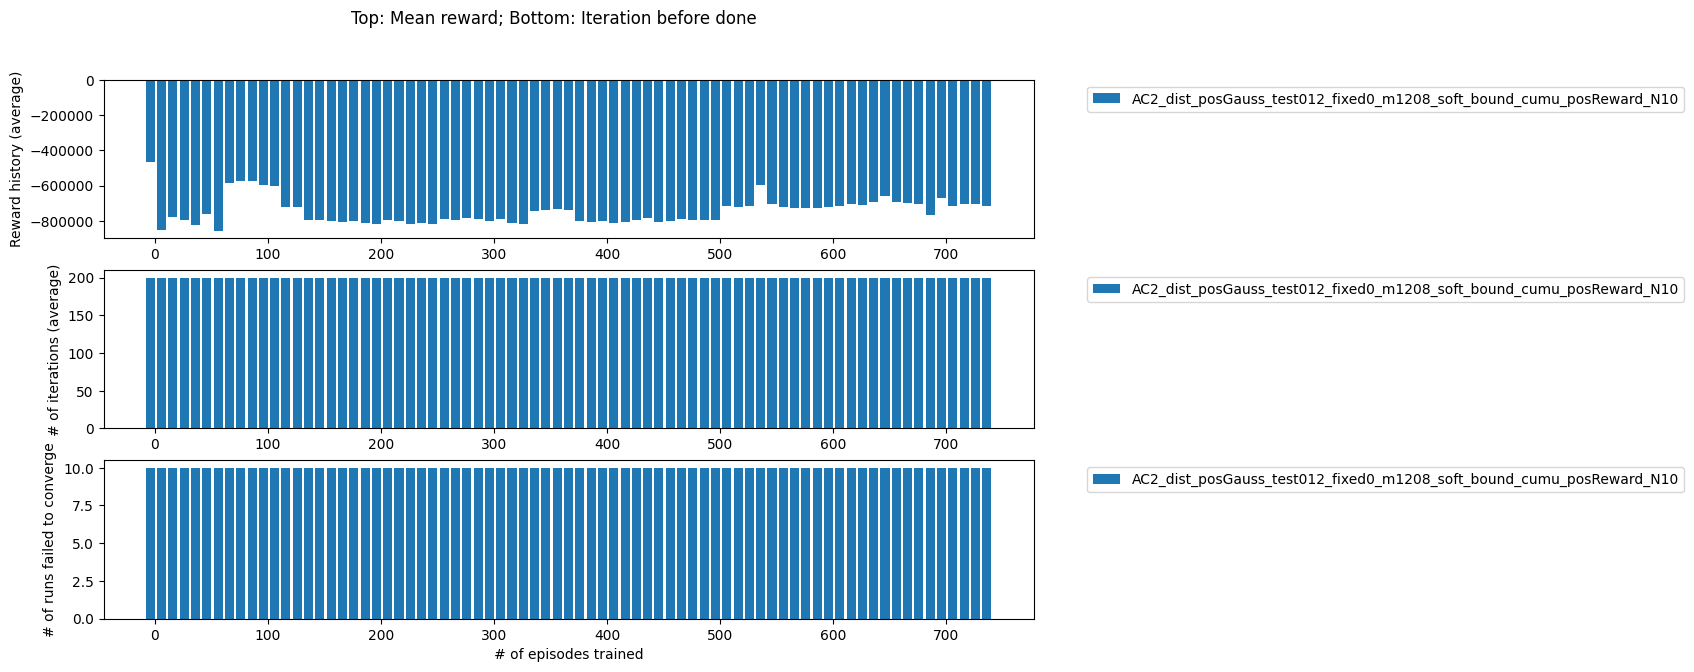 Top: Mean reward; Bottom: Iteration before done
Reward history (average)
0
−200000
−400000
−600000
−800000
0 100 200 300 400 500 600 700
AC2_dist_posGauss_test012_fixed0_m1208_soft_bound_cumu_posReward_N10
# of iterations (average)
200
150
100
50
0
0 100 200 300 400 500 600 700
AC2_dist_posGauss_test012_fixed0_m1208_soft_bound_cumu_posReward_N10
# of runs failed to converge
10.0
7.5
5.0
2.5
0.0
0 100 200 300 400 500 600 700
# of episodes trained
AC2_dist_posGauss_test012_fixed0_m1208_soft_bound_cumu_posReward_N10